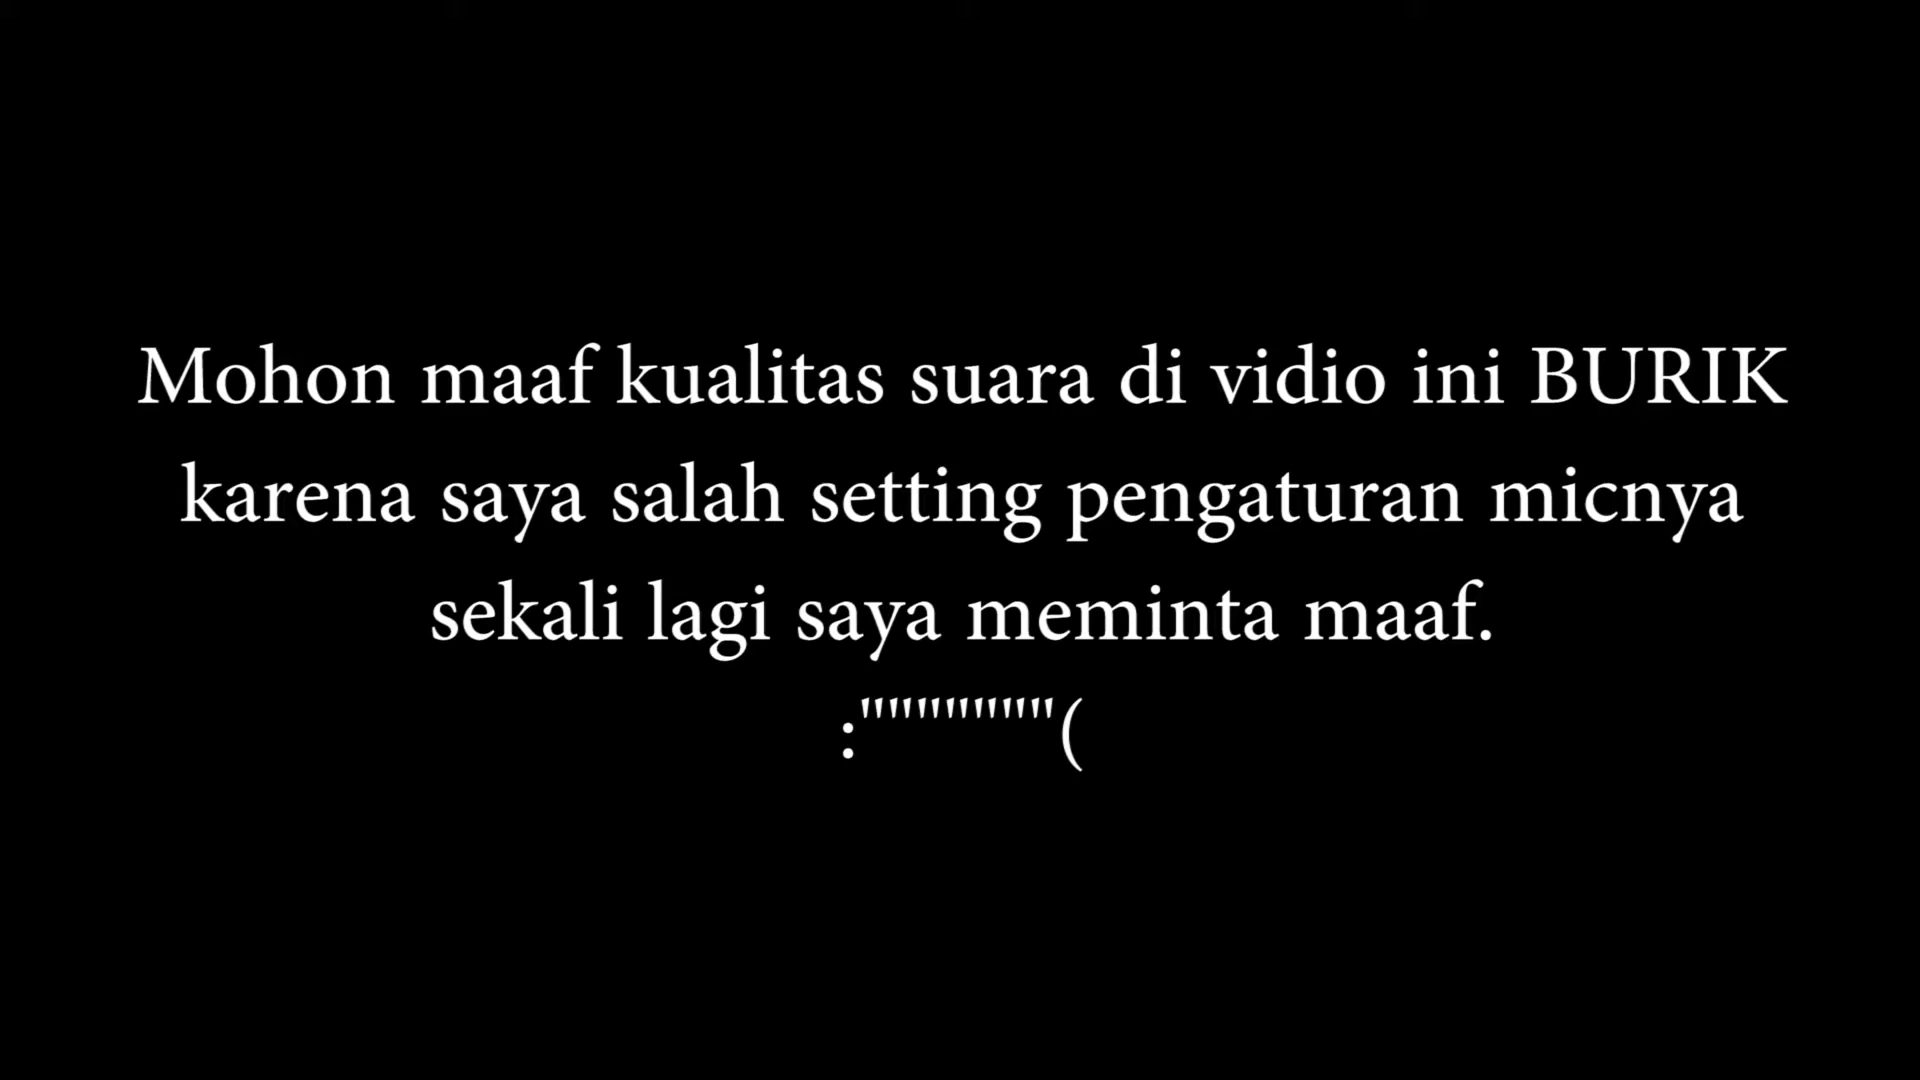 Mohon maaf kualitas suara di vidio ini BURIK
karena saya salah setting pengaturan micnya
sekali lagi saya meminta maaf.
:"""""""(